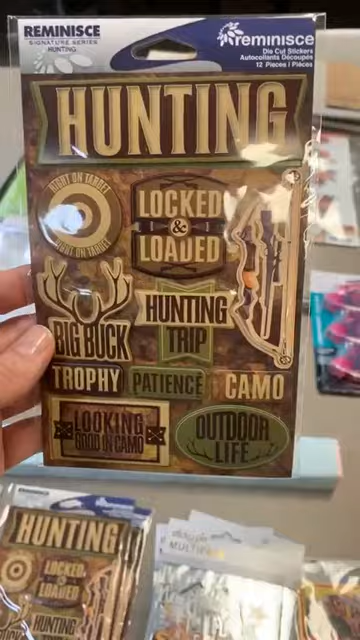 REMINISCE
SIGNATURE SERIES
HUNTING
reminisce
Die Cut Stickers
Autocollants Découpés
12 Pieces | Pièces
HUNTING
RIGHT ON TARGET
RIGHT ON TARGET
LOCKED
&
LOADED
BIG BUCK
HUNTING
TRIP
TROPHY
PATIENCE
CAMO
LOOKING
GOOD IN CAMO
OUTDOOR
LIFE
REMINISCE
HUNTING
LOCKED
&
LOADED
HUNTING